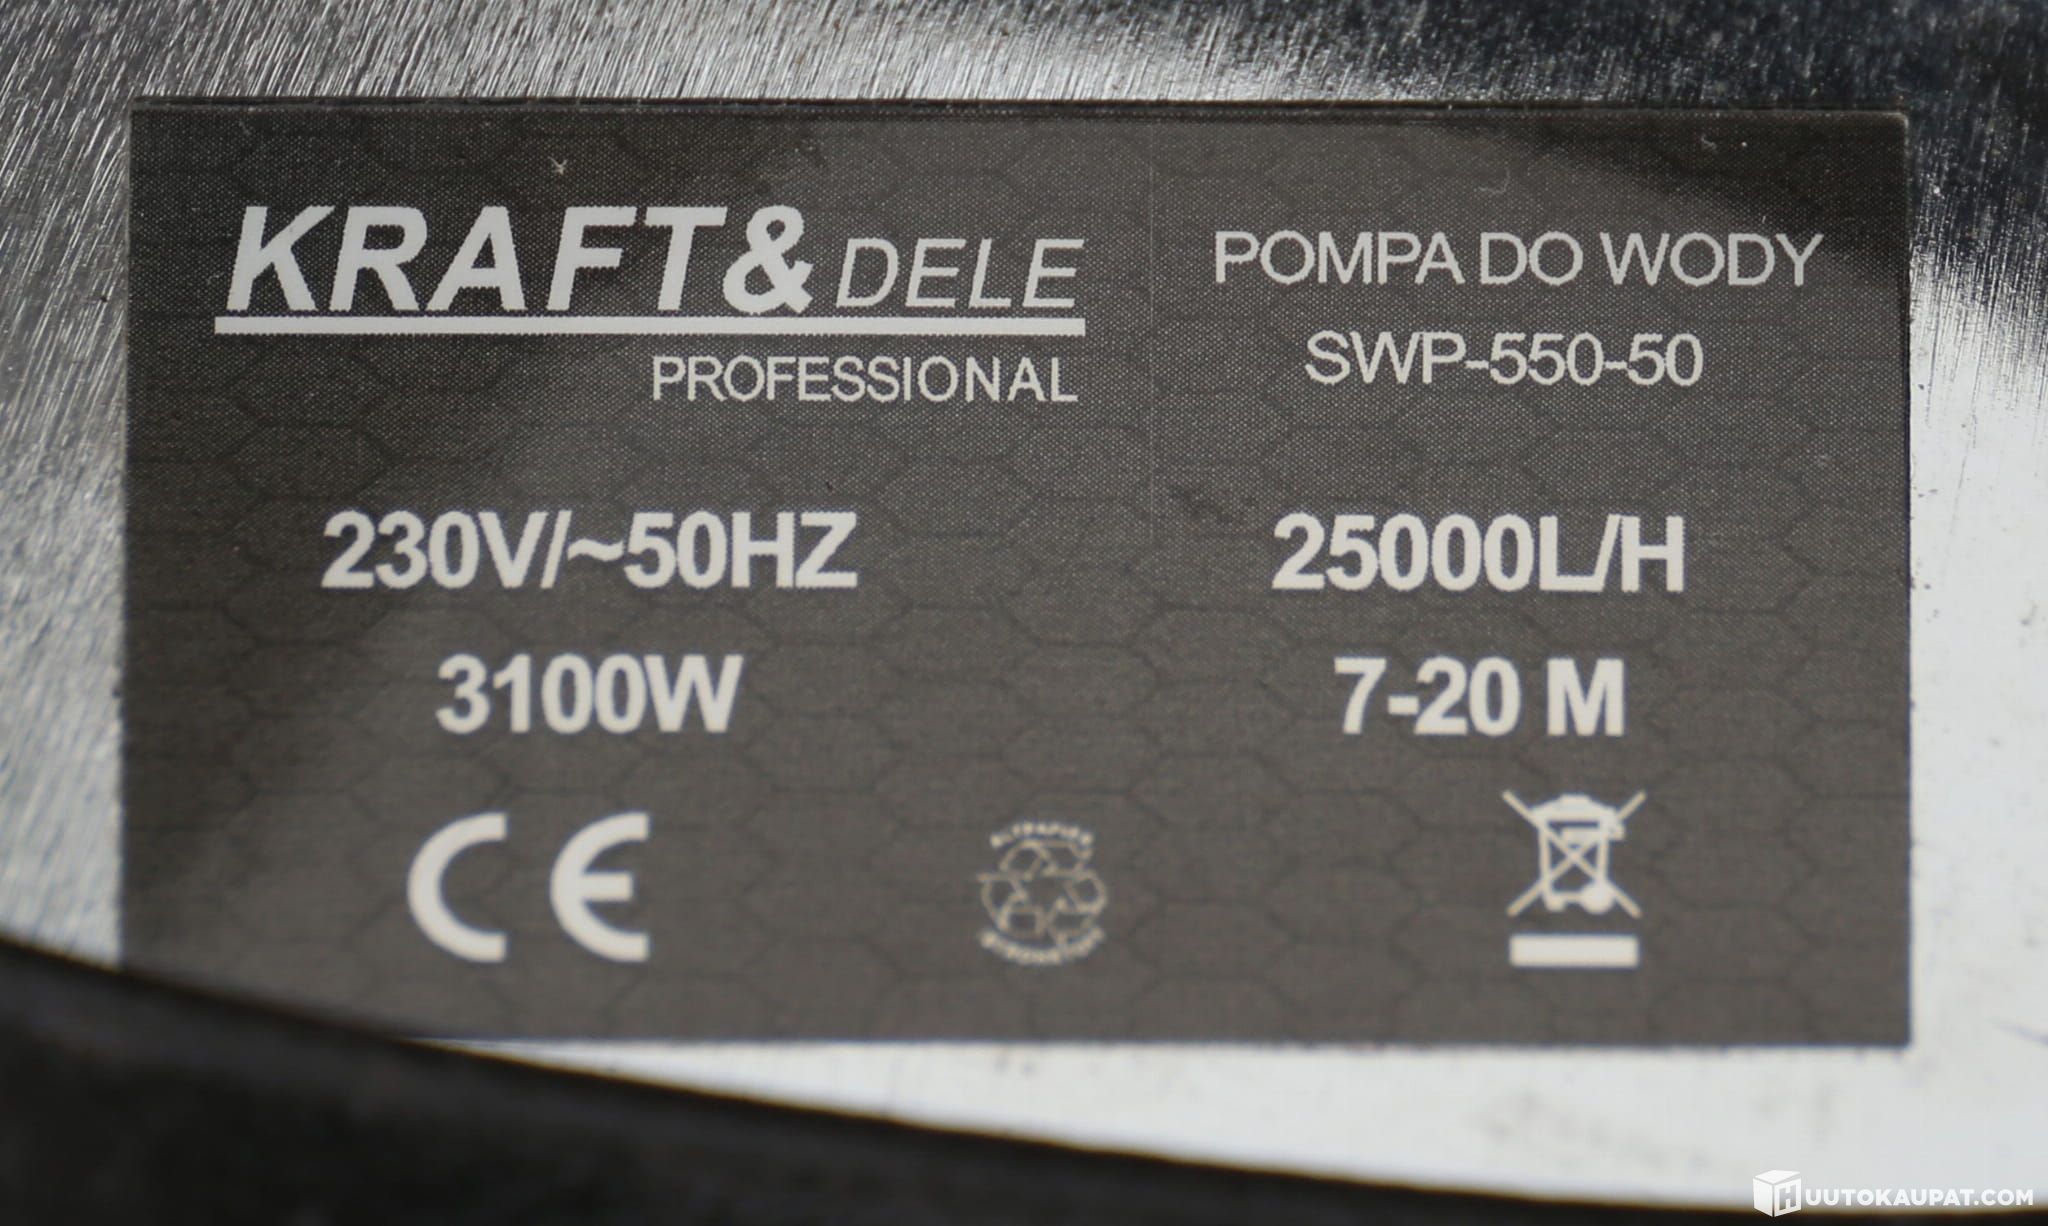 KRAFT&DELE
PROFESSIONAL
POMPA DO WODY
SWP-550-50
230V/~50HZ
25000L/H
3100W
7-20 M
CE
HUUTOKAUPAT.COM